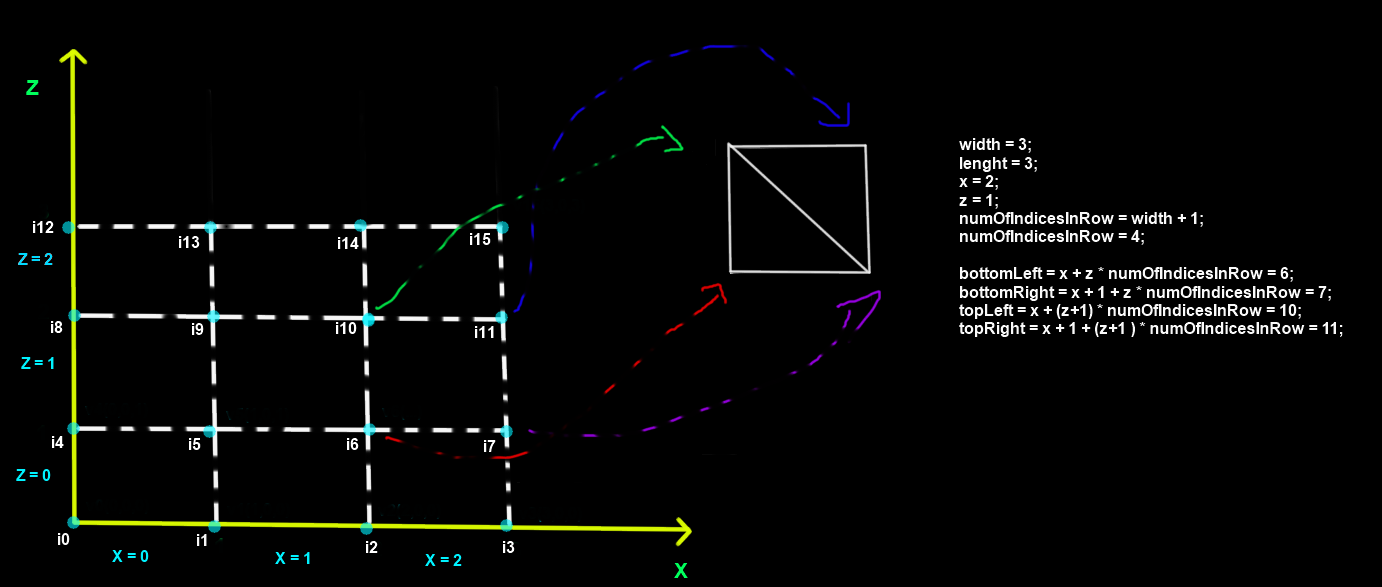 Z
i12
i13
i14
i15
Z = 2
i8
i9
i10
i11
Z = 1
i4
i5
i6
i7
Z = 0
i0
i1
i2
i3
X = 0
X = 1
X = 2
X
width = 3;
lenght = 3;
x = 2;
z = 1;
numOfIndicesInRow = width + 1;
numOfIndicesInRow = 4;
bottomLeft = x + z * numOfIndicesInRow = 6;
bottomRight = x + 1 + z * numOfIndicesInRow = 7;
topLeft = x + (z+1) * numOfIndicesInRow = 10;
topRight = x + 1 + (z+1 ) * numOfIndicesInRow = 11;